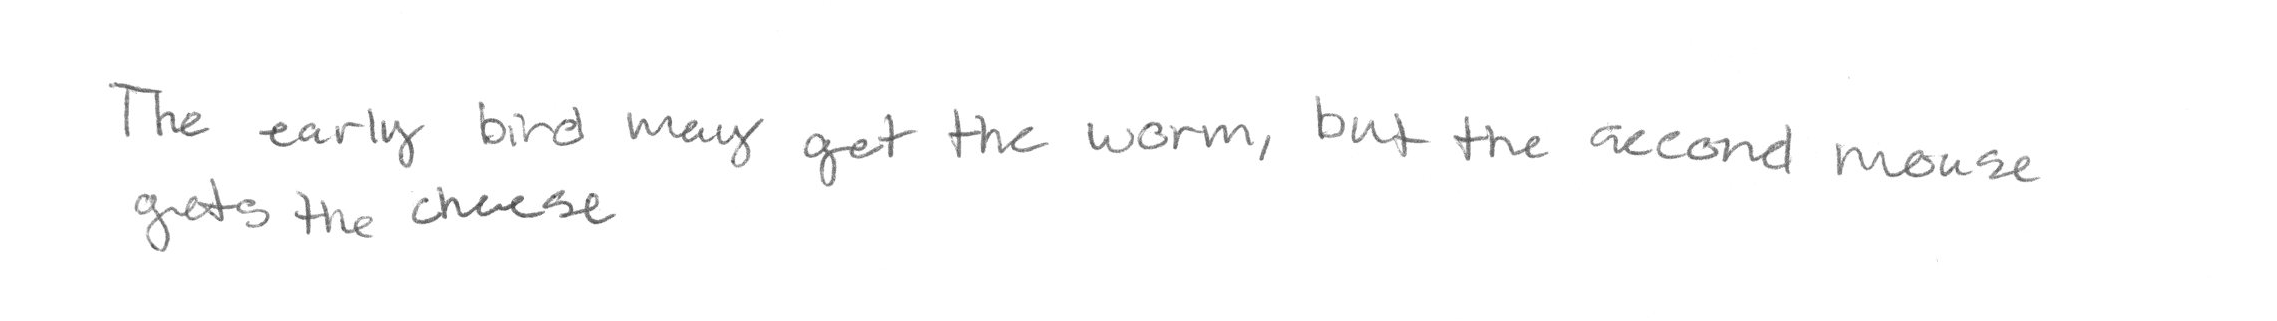 The early bird may get the worm, but the second mouse
gets the cheese